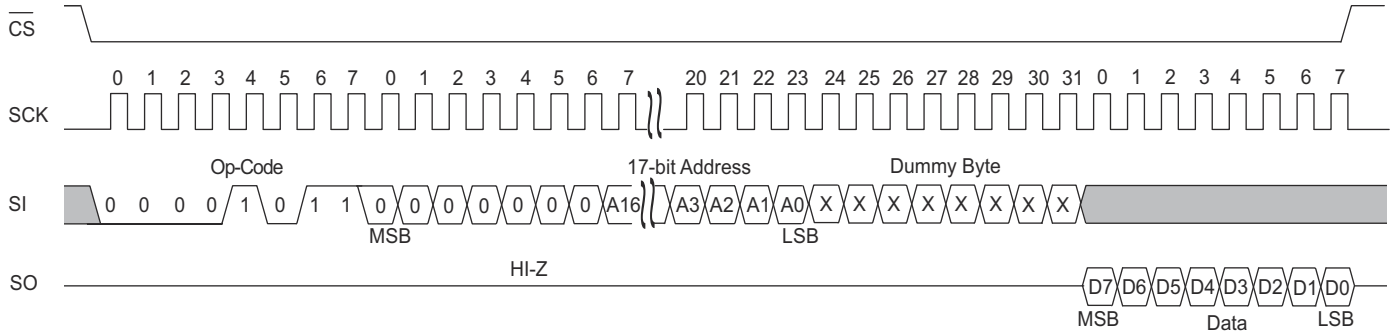 CS
0 1 2 3 4 5 6 7 0 1 2 3 4 5 6 7 20 21 22 23 24 25 26 27 28 29 30 31 0 1 2 3 4 5 6 7
SCK
Op-Code 17-bit Address Dummy Byte
SI 0 0 0 0 1 0 1 1 0 0 0 0 0 0 0 A16 A3 A2 A1 A0 X X X X X X X X
MSB LSB
HI-Z
SO D7 D6 D5 D4 D3 D2 D1 D0
MSB Data LSB